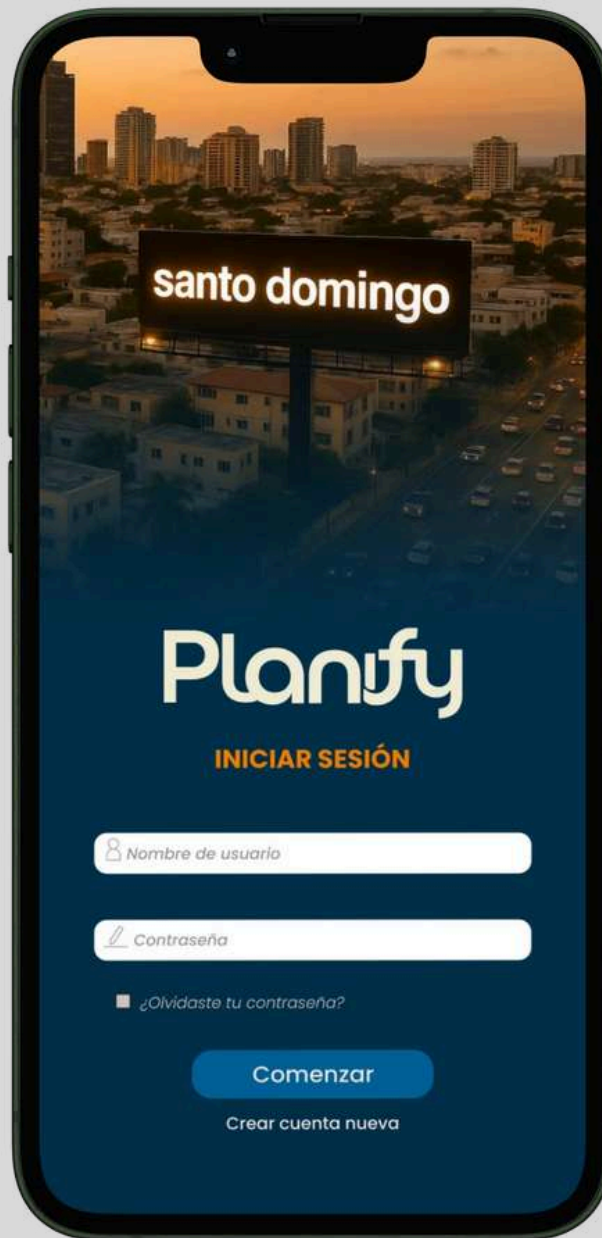 santo domingo
Planify
INICIAR SESIÓN
Nombre de usuario
Contraseña
¿Olvidaste tu contraseña?
Comenzar
Crear cuenta nueva